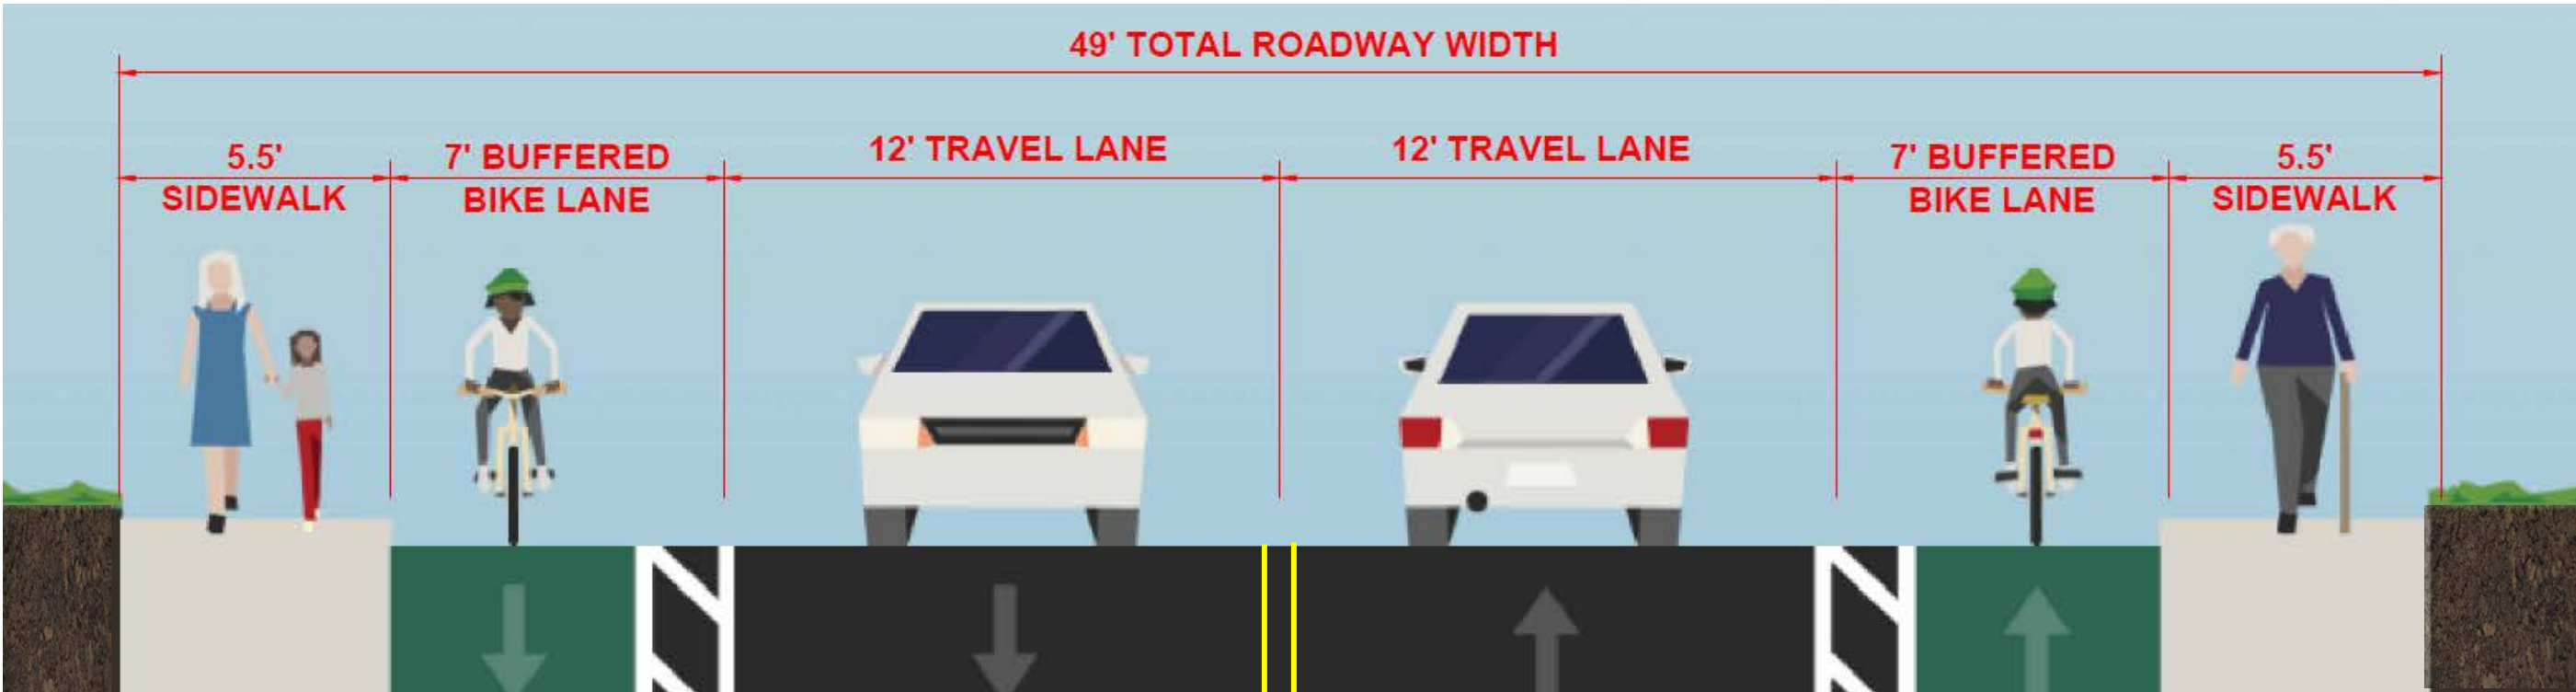 49' TOTAL ROADWAY WIDTH
5.5'
SIDEWALK
7' BUFFERED
BIKE LANE
12' TRAVEL LANE
12' TRAVEL LANE
7' BUFFERED
BIKE LANE
5.5'
SIDEWALK